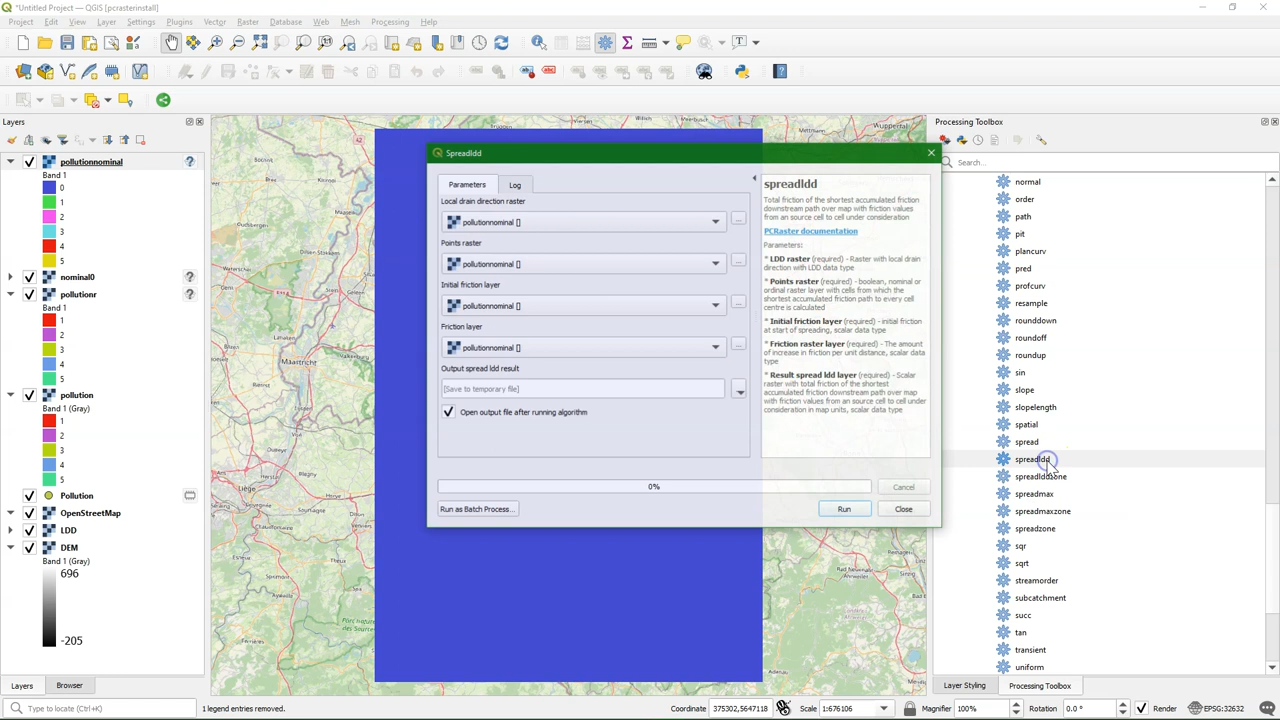 *Untitled Project — QGIS [pcrasterinstall]
Project Edit View Layer Settings Plugins Vector Raster Database Web Mesh Processing Help
Layers
pollutionnominal
Band 1
0
1
2
3
4
5
nominal0
pollutionr
Band 1
1
2
3
4
5
pollution
Band 1 (Gray)
1
2
3
4
5
Pollution
OpenStreetMap
LDD
DEM
Band 1 (Gray)
696
-205
Layers Browser
Spreadldd
Parameters Log
Local drain direction raster
pollutionnominal []
Points raster
pollutionnominal []
Initial friction layer
pollutionnominal []
Friction layer
pollutionnominal []
Output spread ldd result
[Save to temporary file]
Open output file after running algorithm
0%
Cancel
Run as Batch Process...
Run
Close
spreadldd
Total friction of the shortest accumulated friction
downstream path over map with friction values
from an source cell to cell under consideration
PCRaster documentation
Parameters:
* LDD raster (required) - Raster with local drain
direction with LDD data type
* Points raster (required) - boolean, nominal or
ordinal raster layer with cells from which the
shortest accumulated friction path to every cell
centre is calculated
* Initial friction layer (required) - initial friction
at start of spreading, scalar data type
* Friction raster layer (required) - The amount
of increase in friction per unit distance, scalar data
type
* Result spread ldd layer (required) - Scalar
raster with total friction of the shortest
accumulated friction downstream path over map
with friction values from an source cell to cell under
consideration in map units, scalar data type
Maastricht
Liège
Wuppertal
Mettmann
Adenau
Processing Toolbox
Search...
normal
order
path
pit
plancurv
pred
profcurv
resample
rounddown
roundoff
roundup
sin
slope
slopelength
spatial
spread
spreadldd
spreadlddzone
spreadmax
spreadmaxzone
spreadzone
sqr
sqrt
streamorder
subcatchment
succ
tan
transient
uniform
Layer Styling Processing Toolbox
Type to locate (Ctrl+K)
1 legend entries removed.
Coordinate 375302,5647118
Scale 1:676106
Magnifier 100%
Rotation 0.0 °
Render
EPSG:32632